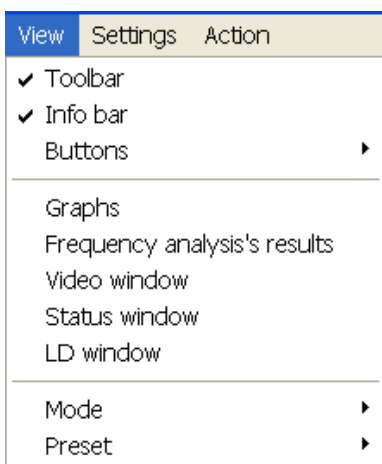 View Settings Action
Toolbar
Info bar
Buttons
Graphs
Frequency analysis's results
Video window
Status window
LD window
Mode
Preset